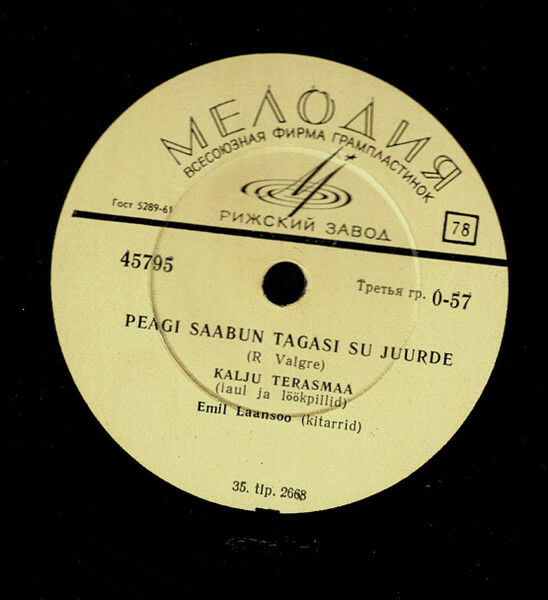 МЕЛОДИЯ
ВСЕСОЮЗНАЯ ФИРМА ГРАМПЛАСТИНОК
Гост 5289-61
РИЖСКИЙ ЗАВОД
78
45795
Третья гр. 0-57
PEAGI SAABUN TAGASI SU JUURDE
(R Valgre)
KALJU TERASMAA
(laul ja löökpillid)
Emil Laansoo (kitarrid)
35. tlp. 2668